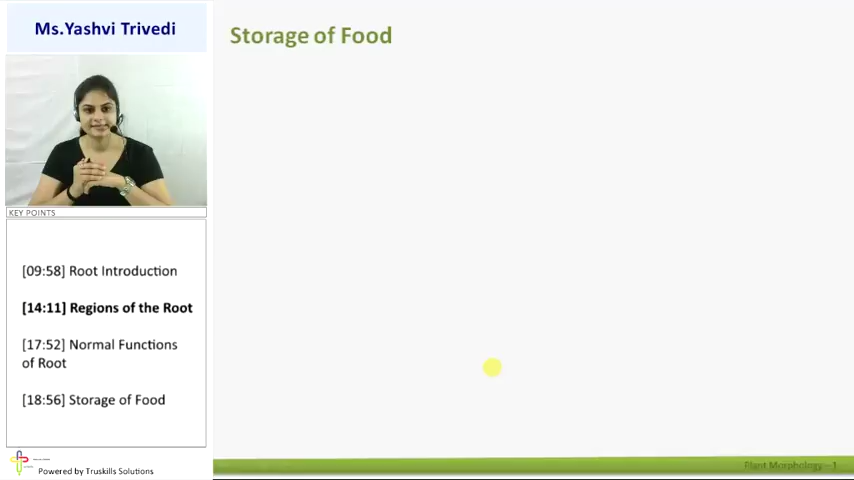 Ms.Yashvi Trivedi
Storage of Food
KEY POINTS
[09:58] Root Introduction
[14:11] Regions of the Root
[17:52] Normal Functions
of Root
[18:56] Storage of Food
Powered by Truskills Solutions
Plant Morphology - 1